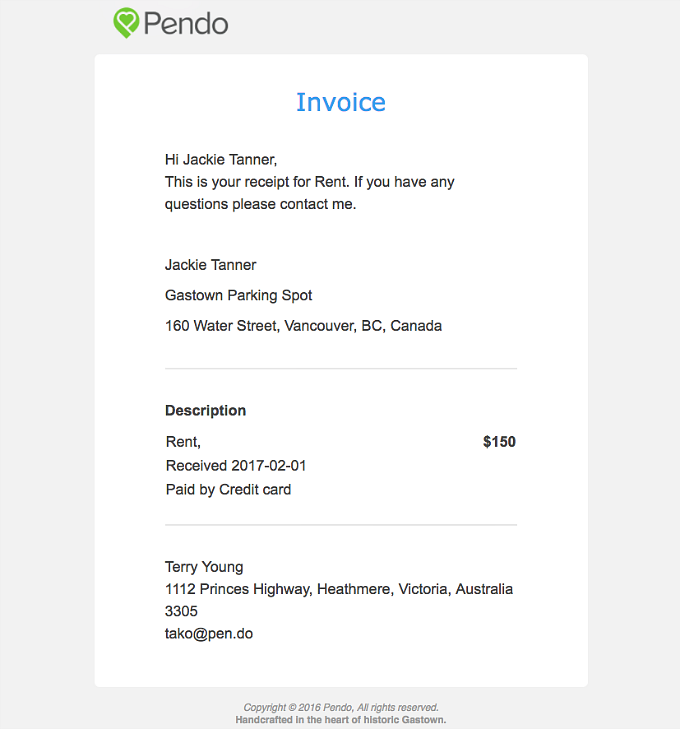 Pendo
Invoice
Hi Jackie Tanner,
This is your receipt for Rent. If you have any
questions please contact me.
Jackie Tanner
Gastown Parking Spot
160 Water Street, Vancouver, BC, Canada
Description
Rent, $150
Received 2017-02-01
Paid by Credit card
Terry Young
1112 Princes Highway, Heathmere, Victoria, Australia
3305
tako@pen.do
Copyright © 2016 Pendo, All rights reserved.
Handcrafted in the heart of historic Gastown.